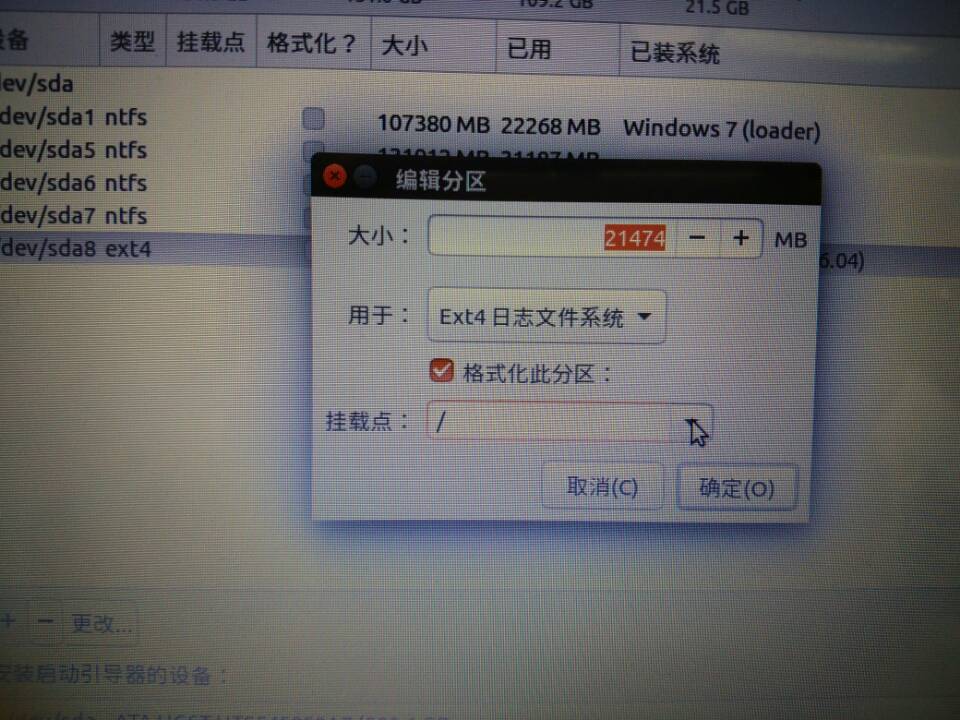 109.2 GB 21.5 GB
备 类型 挂载点 格式化？ 大小 已用 已装系统
dev/sda
dev/sda1 ntfs 107380 MB 22268 MB Windows 7 (loader)
dev/sda5 ntfs
dev/sda6 ntfs
dev/sda7 ntfs
dev/sda8 ext4 6.04)
编辑分区
大小： 21474 − + MB
用于： Ext4 日志文件系统
格式化此分区：
挂载点： /
取消(C) 确定(O)
+ − 更改...
安装启动引导器的设备：